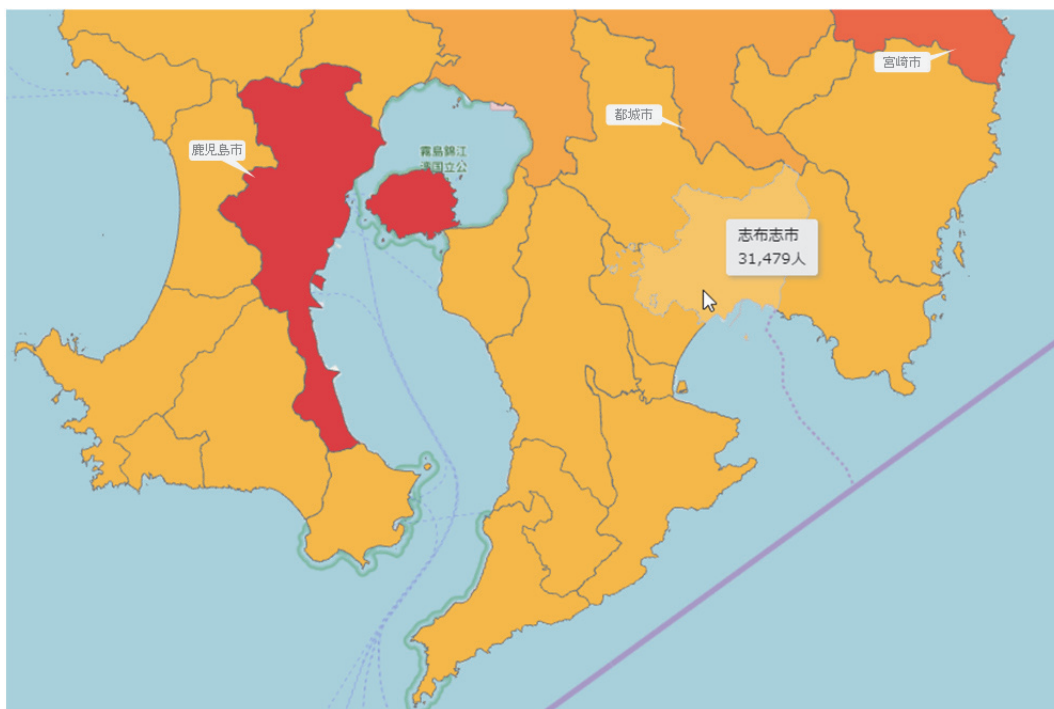 宮崎市
都城市
鹿児島市
霧島錦江
湾国立公
志布志市
31,479人